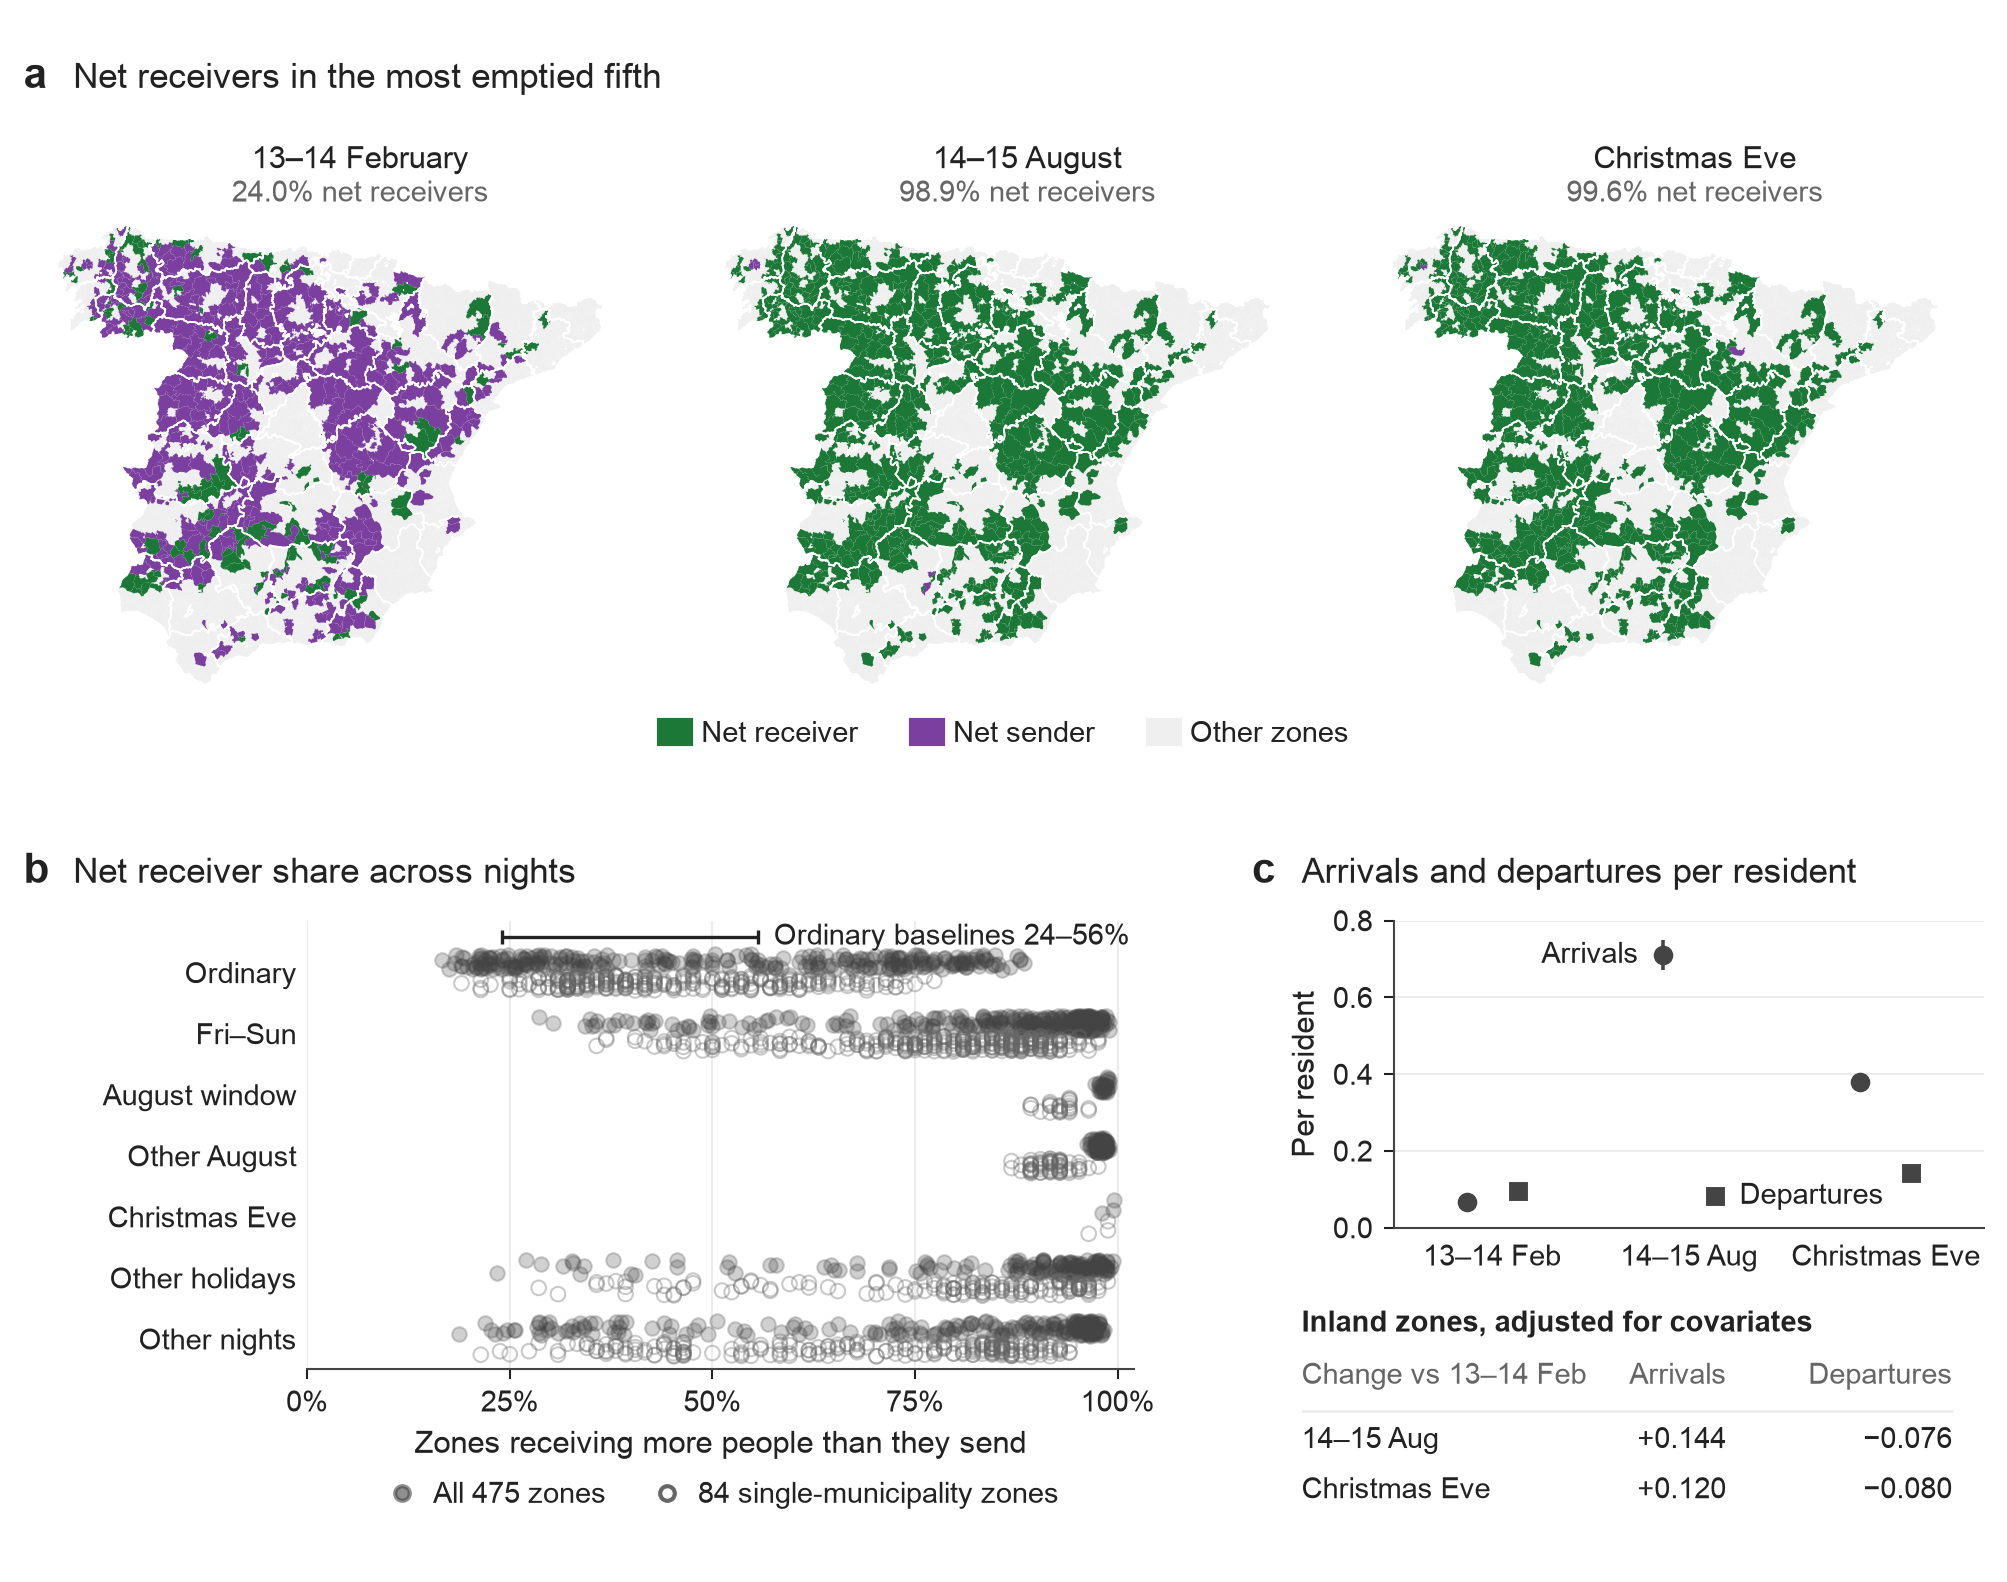 a Net receivers in the most emptied fifth
13–14 February
24.0% net receivers
14–15 August
98.9% net receivers
Christmas Eve
99.6% net receivers
Net receiver
Net sender
Other zones
b Net receiver share across nights
Ordinary baselines 24–56%
Ordinary
Fri–Sun
August window
Other August
Christmas Eve
Other holidays
Other nights
0% 25% 50% 75% 100%
Zones receiving more people than they send
All 475 zones
84 single-municipality zones
c Arrivals and departures per resident
Per resident
0.8
0.6
0.4
0.2
0.0
Arrivals
Departures
13–14 Feb 14–15 Aug Christmas Eve
Inland zones, adjusted for covariates
Change vs 13–14 Feb Arrivals Departures
14–15 Aug +0.144 −0.076
Christmas Eve +0.120 −0.080